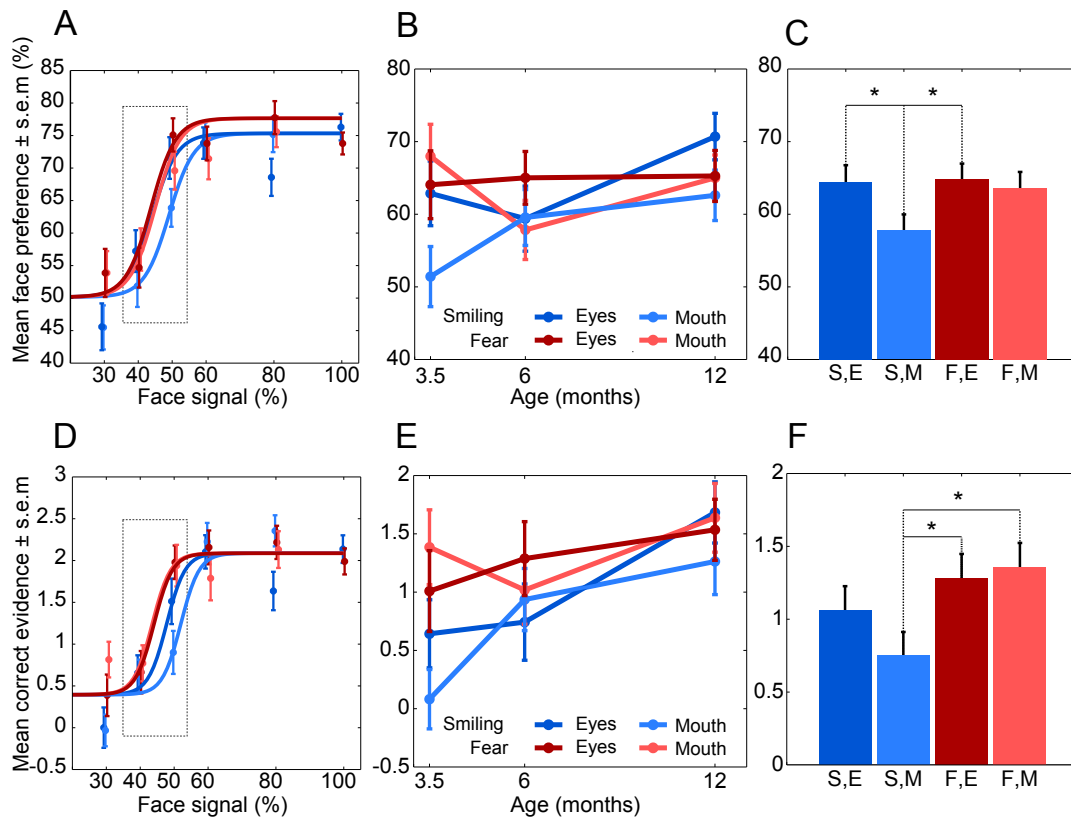 A
Mean face preference ± s.e.m (%)
85
80
75
70
65
60
55
50
45
40
30 40 50 60 80 100
Face signal (%)
B
80
70
60
50
40
Smiling Eyes Mouth
Fear Eyes Mouth
3.5 6 12
Age (months)
C
80
70
60
50
40
* *
S,E S,M F,E F,M
D
Mean correct evidence ± s.e.m
3
2.5
2
1.5
1
0.5
0
-0.5
30 40 50 60 80 100
Face signal (%)
E
2
1.5
1
0.5
0
-0.5
Smiling Eyes Mouth
Fear Eyes Mouth
3.5 6 12
Age (months)
F
2
1.5
1
0.5
0
*
*
S,E S,M F,E F,M